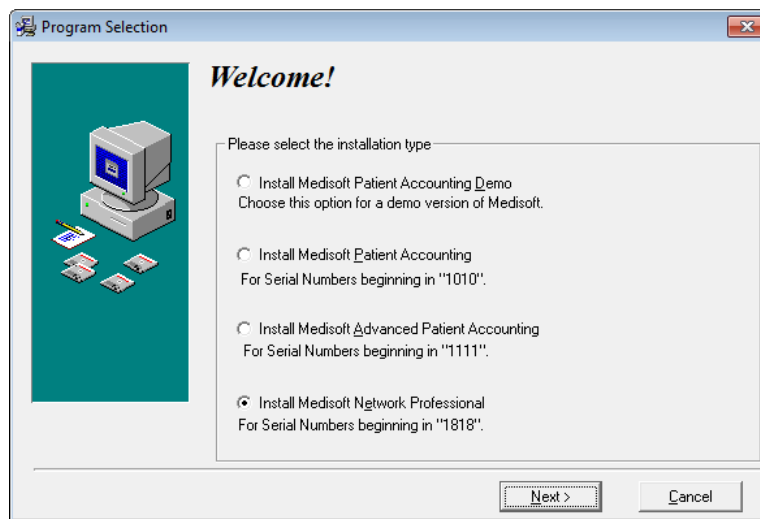 Program Selection
Welcome!
Please select the installation type
Install Medisoft Patient Accounting Demo
Choose this option for a demo version of Medisoft.
Install Medisoft Patient Accounting
For Serial Numbers beginning in "1010".
Install Medisoft Advanced Patient Accounting
For Serial Numbers beginning in "1111".
Install Medisoft Network Professional
For Serial Numbers beginning in "1818".
Next >
Cancel